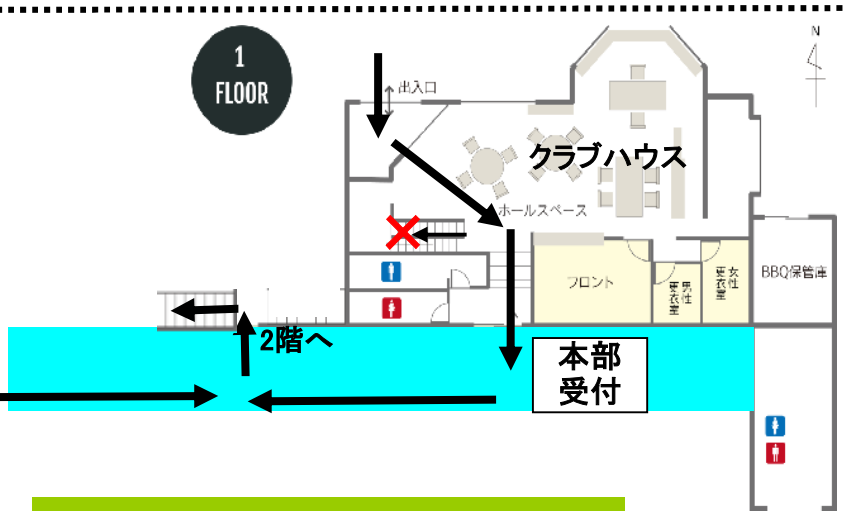 1
FLOOR
N
出入口
クラブハウス
ホールスペース
フロント
男性
更衣室
女性
更衣室
BBQ保管庫
2階へ
本部
受付